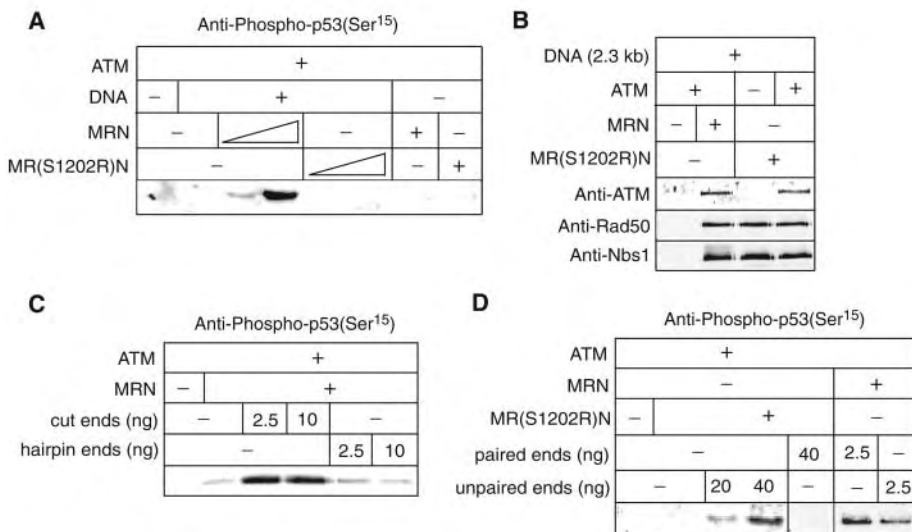 A
Anti-Phospho-p53(Ser15)
ATM +
DNA – + –
MRN – – + –
MR(S1202R)N – – +
B
DNA (2.3 kb) +
ATM + – +
MRN – + –
MR(S1202R)N – +
Anti-ATM
Anti-Rad50
Anti-Nbs1
C
Anti-Phospho-p53(Ser15)
ATM +
MRN – +
cut ends (ng) – 2.5 10 –
hairpin ends (ng) – 2.5 10
D
Anti-Phospho-p53(Ser15)
ATM +
MRN – +
MR(S1202R)N – + –
paired ends (ng) – 40 2.5 –
unpaired ends (ng) – 20 40 – – 2.5